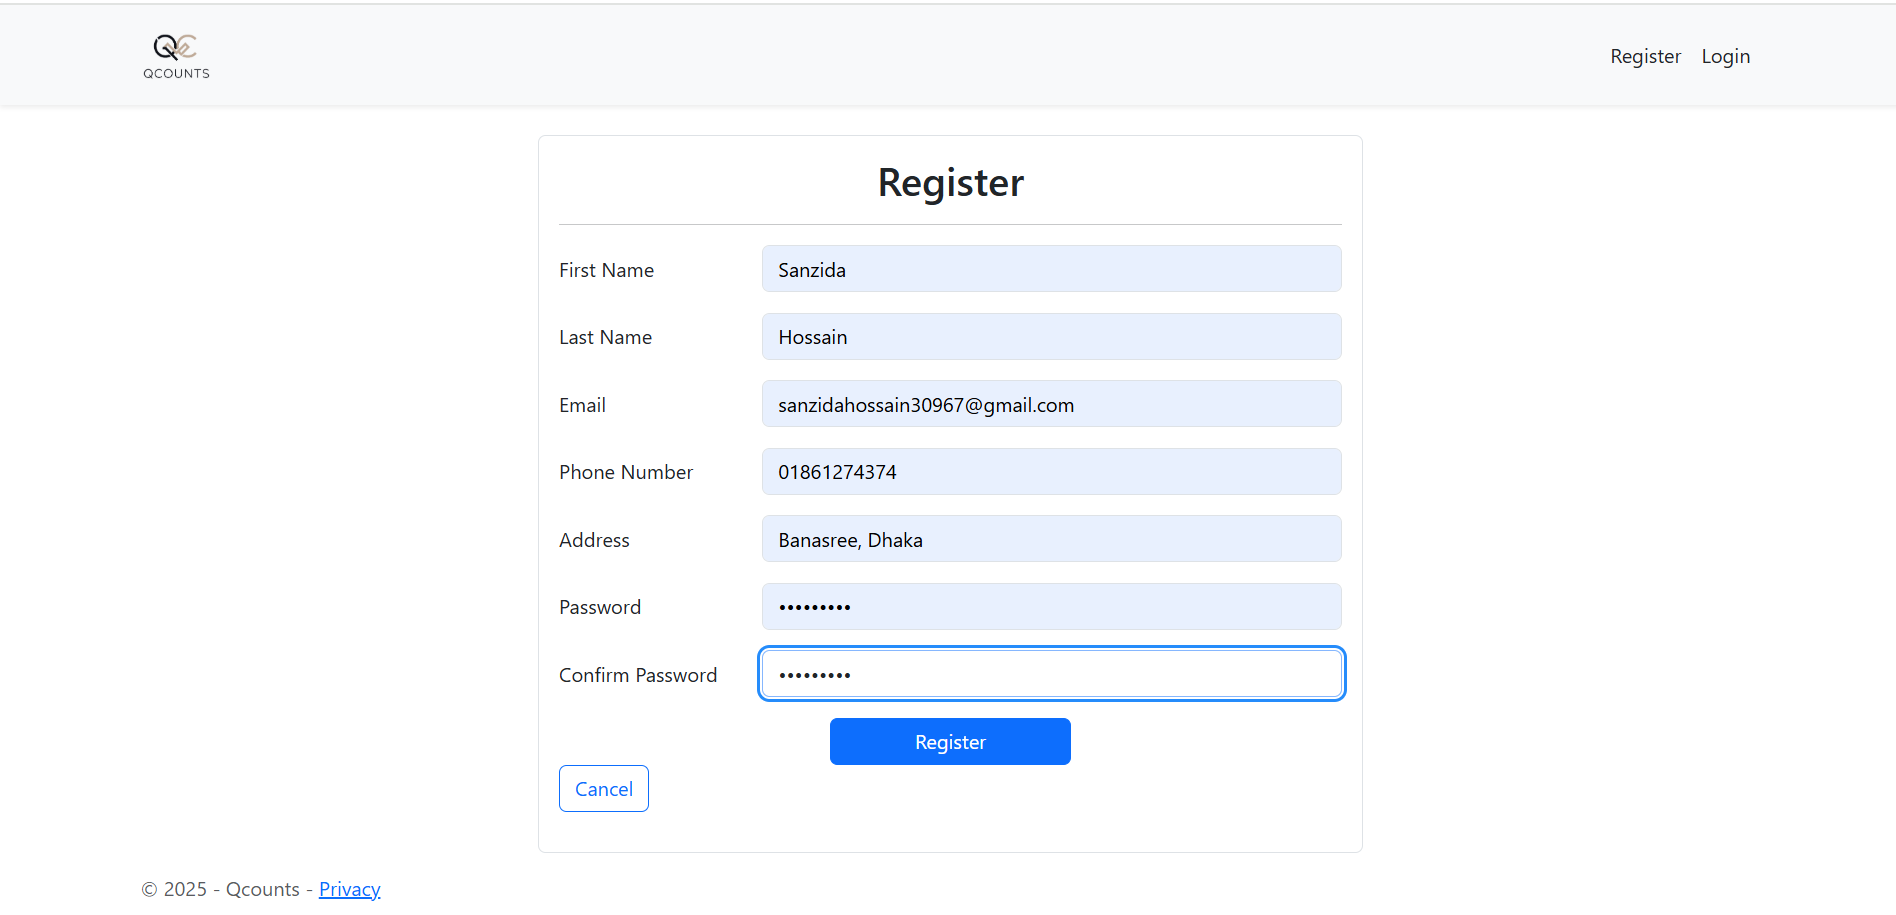 QC
QCOUNTS
Register Login
Register
First Name Sanzida
Last Name Hossain
Email sanzidahossain30967@gmail.com
Phone Number 01861274374
Address Banasree, Dhaka
Password •••••••••
Confirm Password •••••••••
Register
Cancel
© 2025 - Qcounts - Privacy